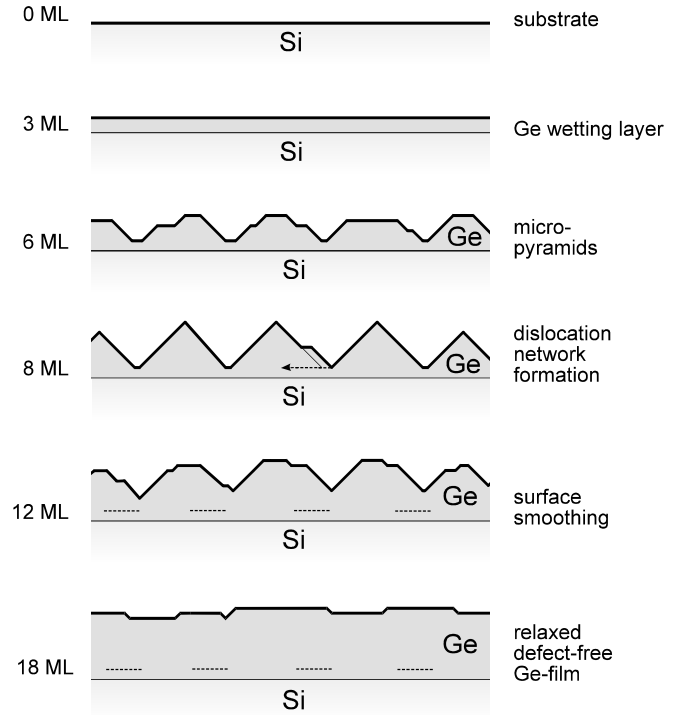 0 ML
Si
substrate
3 ML
Si
Ge wetting layer
6 ML
Ge
Si
micro-
pyramids
8 ML
Ge
Si
dislocation
network
formation
12 ML
Ge
Si
surface
smoothing
18 ML
Ge
Si
relaxed
defect-free
Ge-film